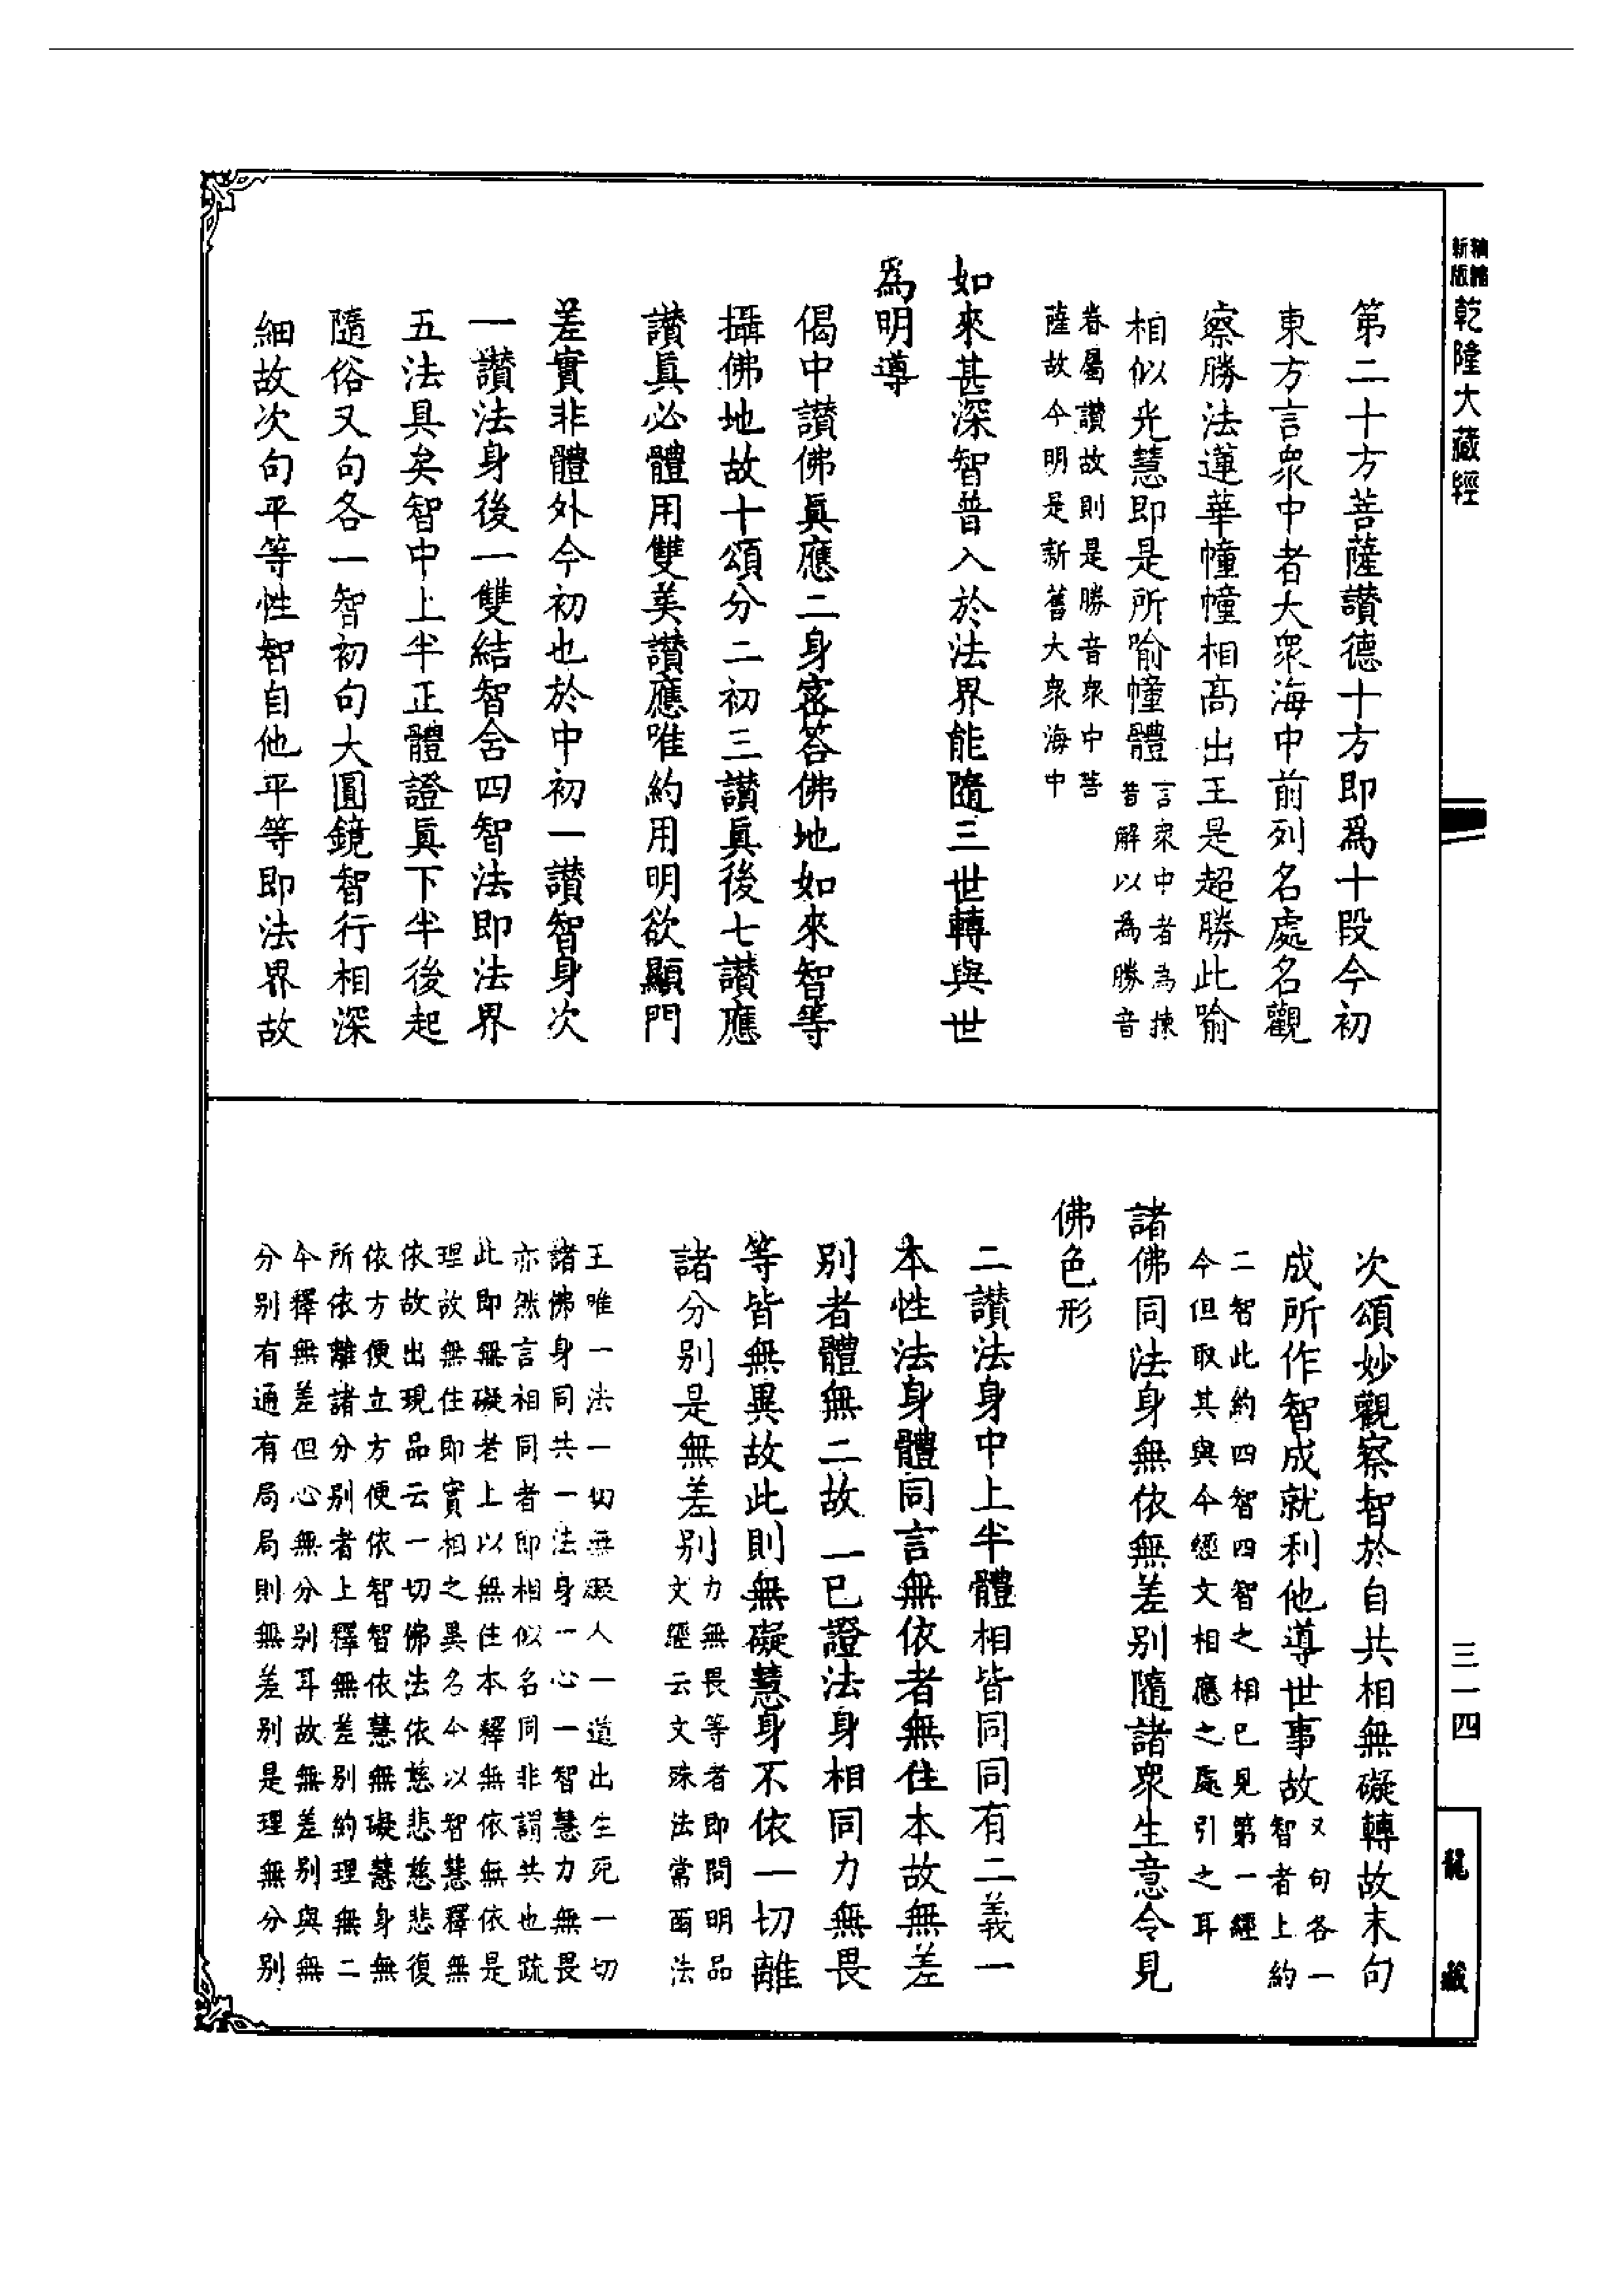 新版 精縮 乾隆大藏經
第二十方菩薩讚德十方即爲十段今初
東方言衆中者大衆海中前列名處名觀
察勝法蓮華幢幢相高出王是超勝此喻
相似光慧即是所喻幢體言衆中者為揀
昔解以為勝音
眷屬讚故則是勝音衆中菩
薩故今明是新舊大衆海中
如來甚深智普入於法界能隨三世轉與世
爲明導
偈中讚佛眞應二身密荅佛地如來智等
攝佛地故十頌分二初三讚眞後七讚應
讚眞必體用雙美讚應唯約用明欲顯門
差實非體外今初也於中初一讚智身次
一讚法身後一雙結智含四智法即法界
五法具矣智中上半正體證眞下半後起
隨俗又句各一智初句大圓鏡智行相深
細故次句平等性智自他平等即法界故
次頌妙觀察智於自共相無礙轉故末句
成所作智成就利他導世事故又句各一
智者上約
二智此約四智四智之相已見第一經
今但取其與今經文相應之處引之耳
諸佛同法身無依無差别隨諸衆生意令見
佛色形
二讚法身中上半體相皆同同有二義一
本性法身體同言無依者無住本故無差
别者體無二故一已證法身相同力無畏
等皆無異故此則無礙慧身不依一切離
諸分别是無差别力無畏等者即問明品
文經云文殊法常爾法
王唯一法一切無礙人一道出生死一切
諸佛身同共一法身一心一智慧力無畏
亦然言相同者即相似名同非謂共也疏
此即無礙者上以無住本釋無依無依是
理故無住即實相之異名今以智慧釋無
依故出現品云一切佛法依慈悲慈悲復
依方便立方便依智智依慧無礙慧身無
所依離諸分别者上釋無差别約理無二
今釋無差但心無分别耳故無差别與無
分别有通有局局則無差别是理無分别
三一四
龍藏